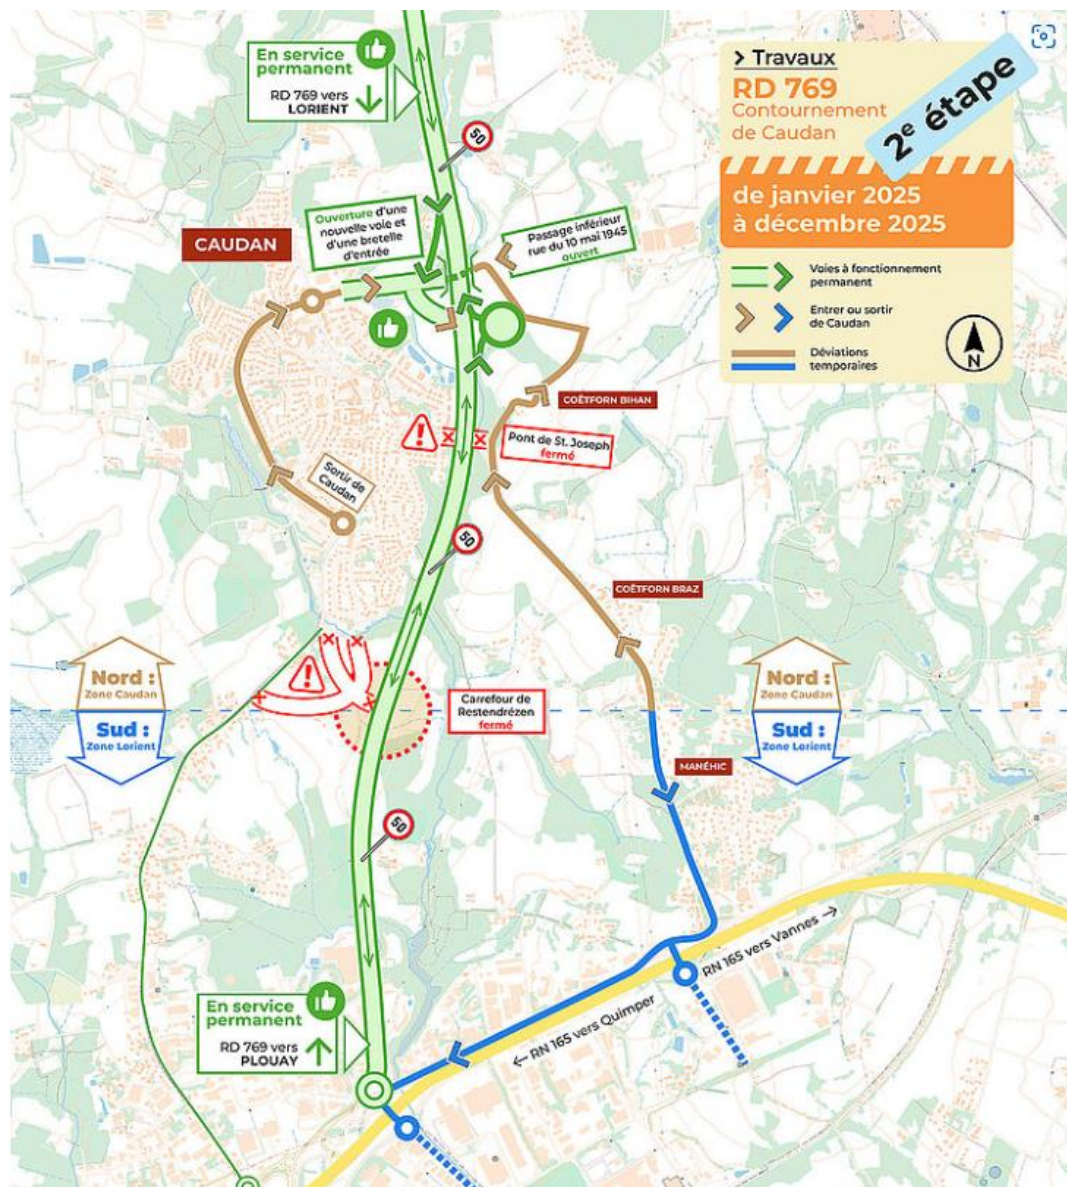 En service
permanent
RD 769 vers
LORIENT
50
> Travaux
RD 769
Contournement
de Caudan
2e étape
de janvier 2025
à décembre 2025
Voies à fonctionnement
permanent
Entrer ou sortir
de Caudan
Déviations
temporaires
N
Ouverture d'une
nouvelle voie et
d'une bretelle
d'entrée
Passage inférieur
rue du 10 mai 1945
ouvert
CAUDAN
COËTFORN BIHAN
Pont de St. Joseph
fermé
Sortir de
Caudan
50
COËTFORN BRAZ
Nord :
Zone Caudan
Sud :
Zone Lorient
Carrefour de
Restendrézen
fermé
Nord :
Zone Caudan
Sud :
Zone Lorient
MANÉHIC
50
RN 165 vers Vannes →
← RN 165 vers Quimper
En service
permanent
RD 769 vers
PLOUAY